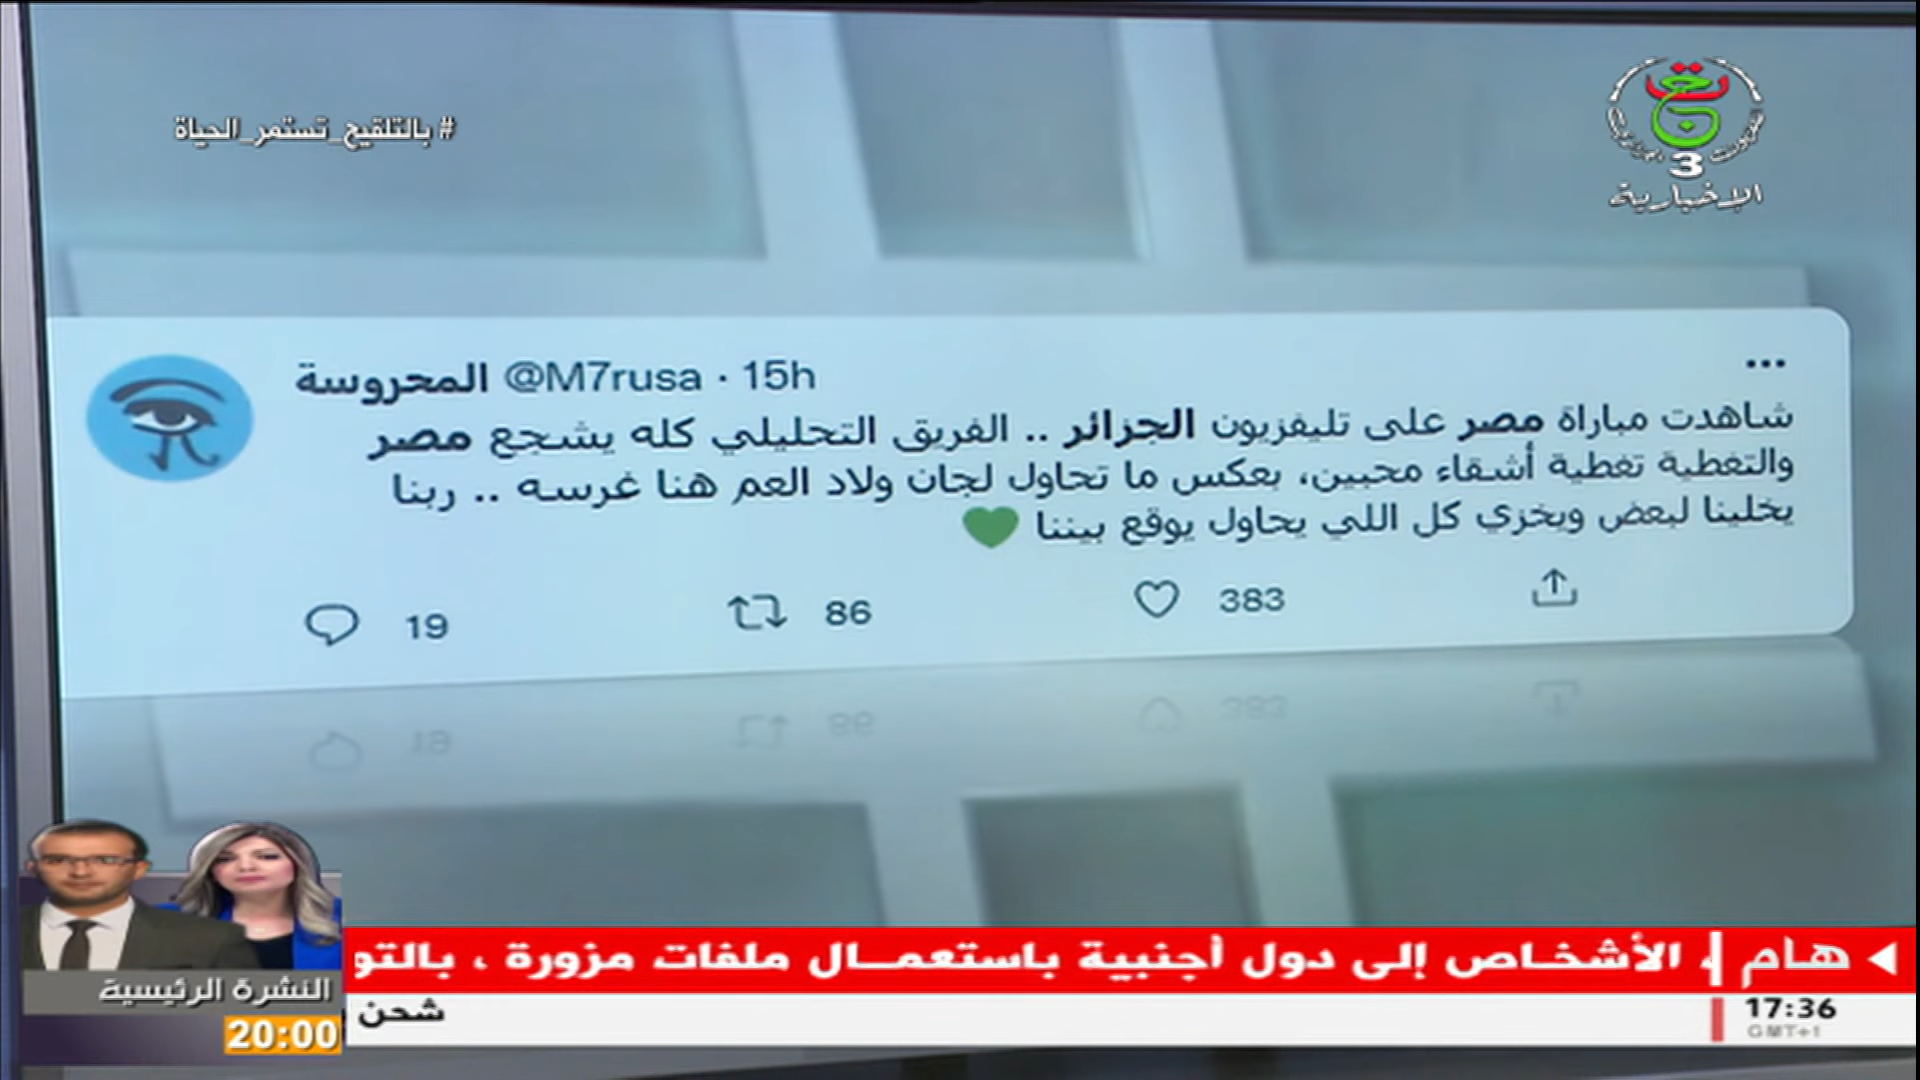 # بالتلقيح_تستمر_الحياة
3
الإخبارية
المحروسة @M7rusa · 15h
شاهدت مباراة مصر على تليفزيون الجزائر .. الفريق التحليلي كله يشجع مصر
والتغطية تغطية أشقاء محبين، بعكس ما تحاول لجان ولاد العم هنا غرسه .. ربنا
يخلينا لبعض ويخزي كل اللي يحاول يوقع بيننا
19 86 383
هام
الأشخاص إلى دول أجنبية باستعمال ملفات مزورة ، بالتو
النشرة الرئيسية
20:00
شحن
17:36
GMT+1